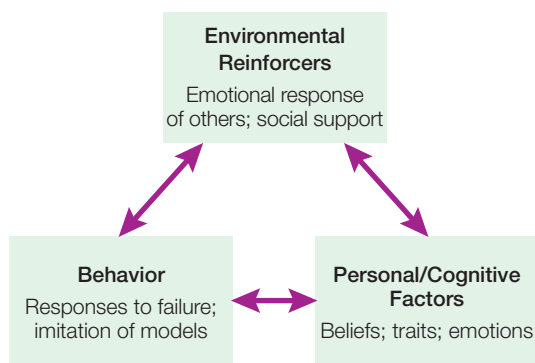 Environmental
Reinforcers
Emotional response
of others; social support
Behavior
Responses to failure;
imitation of models
Personal/Cognitive
Factors
Beliefs; traits; emotions